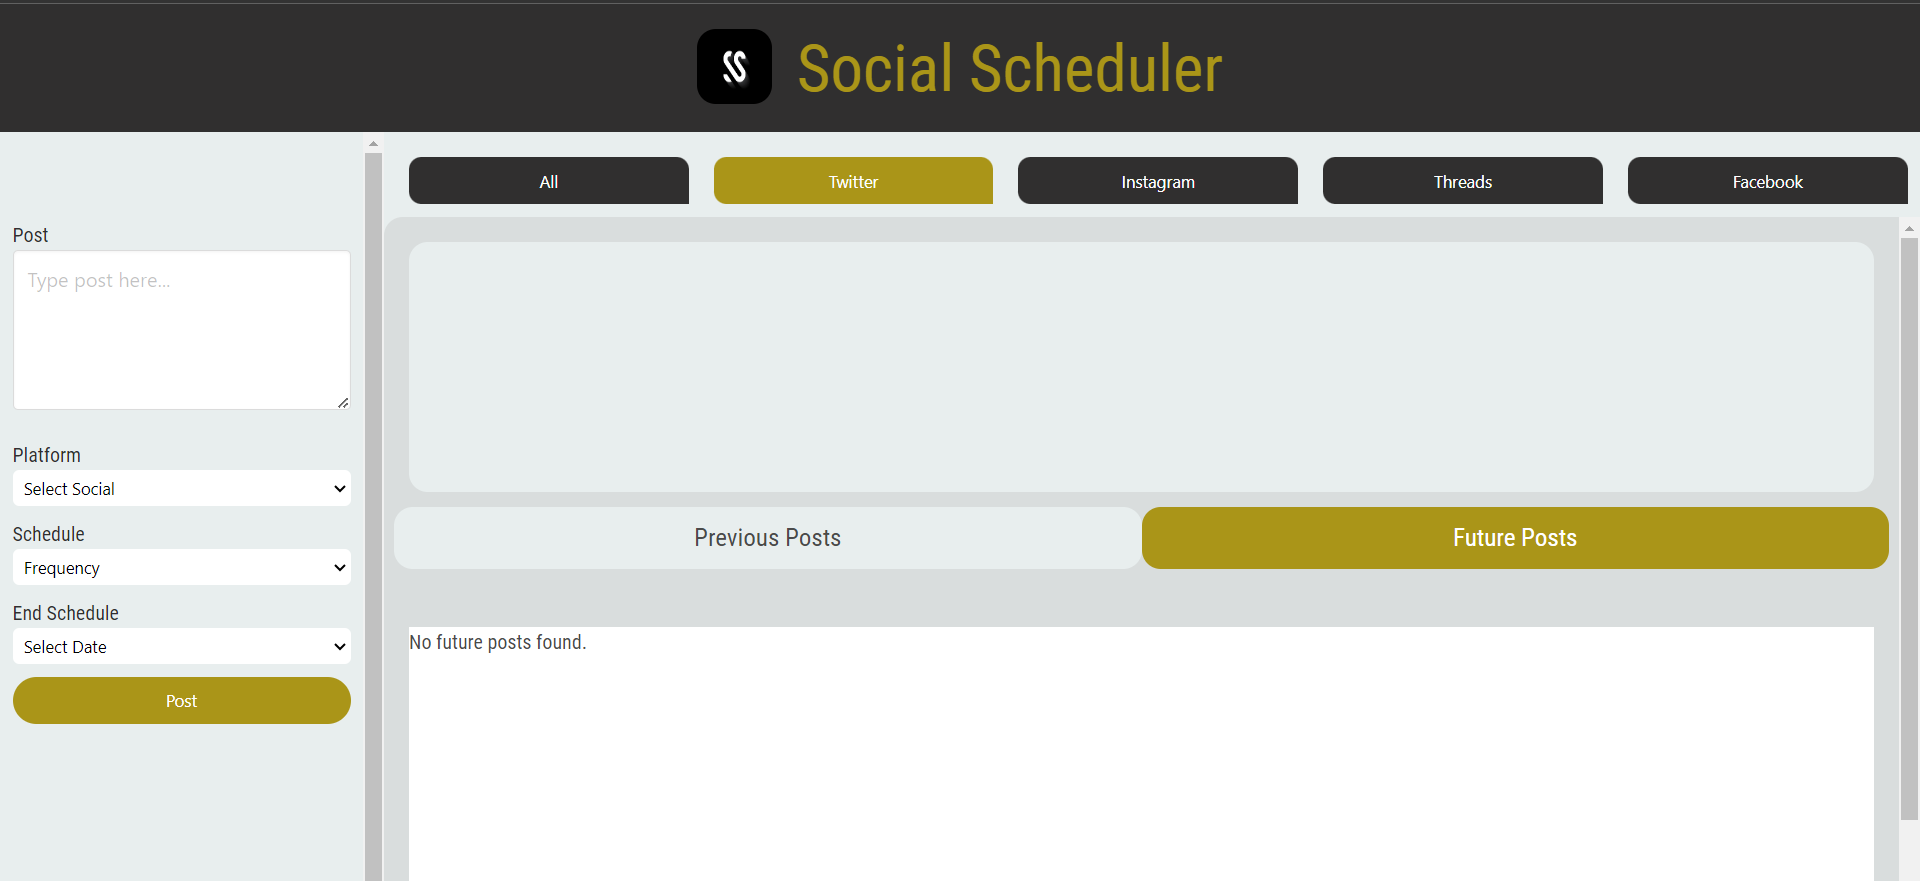 Social Scheduler
All
Twitter
Instagram
Threads
Facebook
Post
Type post here...
Platform
Select Social
Schedule
Frequency
End Schedule
Select Date
Post
Previous Posts
Future Posts
No future posts found.